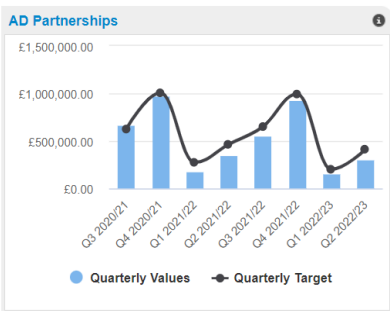 AD Partnerships
£1,500,000.00
£1,000,000.00
£500,000.00
£0.00
Q3 2020/21
Q4 2020/21
Q1 2021/22
Q2 2021/22
Q3 2021/22
Q4 2021/22
Q1 2022/23
Q2 2022/23
Quarterly Values Quarterly Target